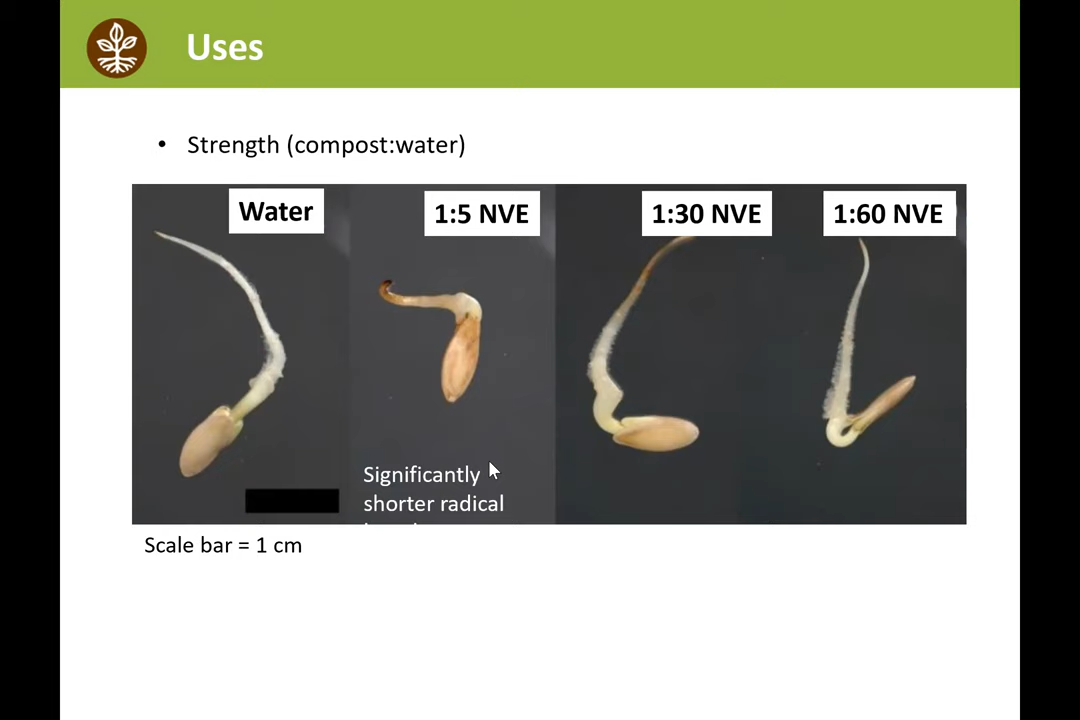 Uses
• Strength (compost:water)
Water
1:5 NVE
1:30 NVE
1:60 NVE
Significantly
shorter radical
Scale bar = 1 cm